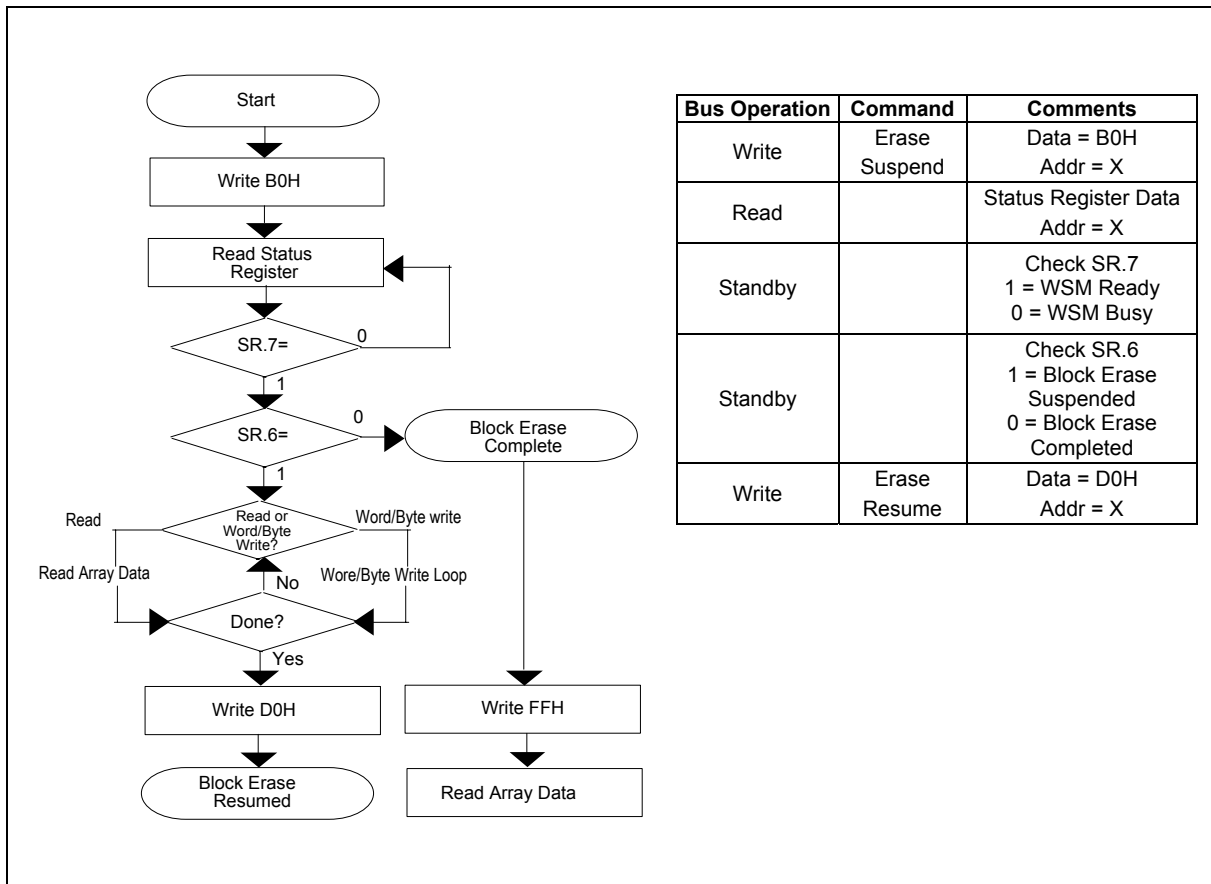 Start
Write B0H
Read Status
Register
SR.7=
0
1
SR.6=
0
1
Block Erase
Complete
Read or
Word/Byte
Write?
Read
Word/Byte write
Read Array Data
Wore/Byte Write Loop
No
Done?
Yes
Write D0H
Write FFH
Block Erase
Resumed
Read Array Data
Bus Operation Command Comments
Write Erase Suspend Data = B0H
Addr = X
Read Status Register Data
Addr = X
Standby Check SR.7
1 = WSM Ready
0 = WSM Busy
Standby Check SR.6
1 = Block Erase
Suspended
0 = Block Erase
Completed
Write Erase Resume Data = D0H
Addr = X